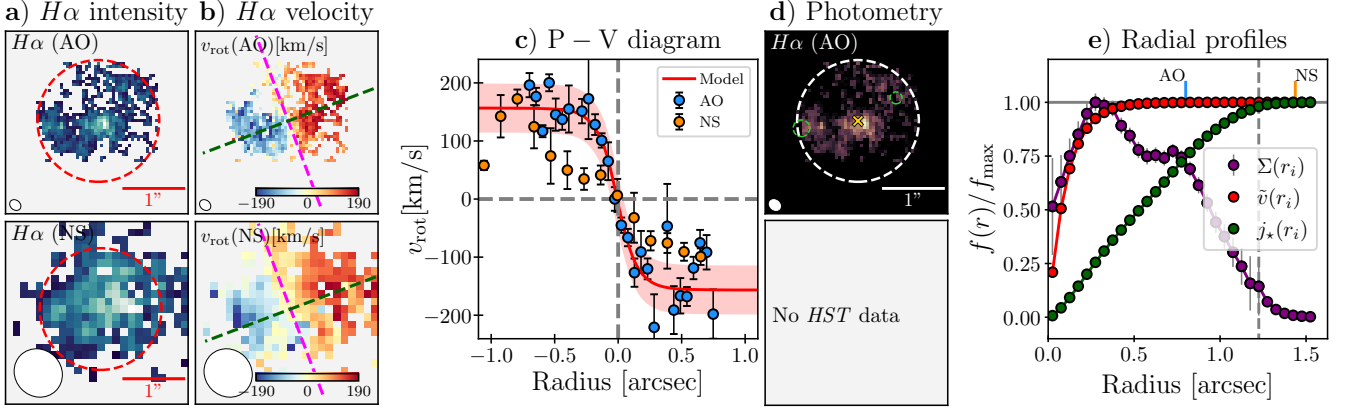 a) Hα intensity
Hα (AO)
1”
Hα (NS)
1”
b) Hα velocity
v_rot(AO)[km/s]
−190 0 190
v_rot(NS)[km/s]
−190 0 190
c) P − V diagram
Model
AO
NS
200
100
0
−100
−200
v_rot[km/s]
−1.0 −0.5 0.0 0.5 1.0
Radius [arcsec]
d) Photometry
Hα (AO)
1”
No HST data
e) Radial profiles
AO
NS
1.00
0.75
0.50
0.25
0.00
f(r)/f_max
Σ(r_i)
ṽ(r_i)
j_⋆(r_i)
0.0 0.5 1.0 1.5
Radius [arcsec]